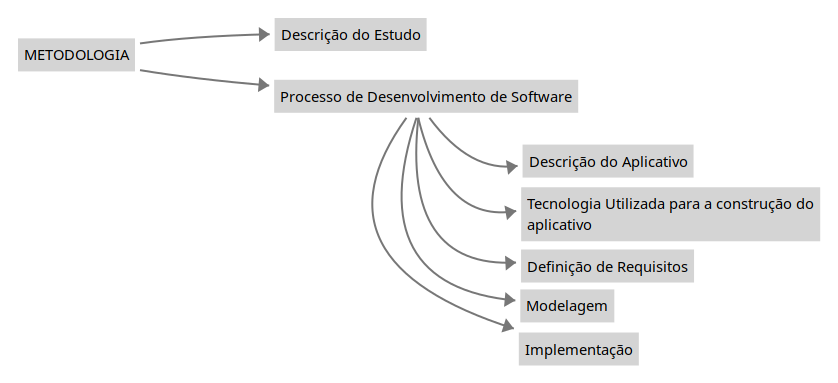 METODOLOGIA
Descrição do Estudo
Processo de Desenvolvimento de Software
Descrição do Aplicativo
Tecnologia Utilizada para a construção do
aplicativo
Definição de Requisitos
Modelagem
Implementação